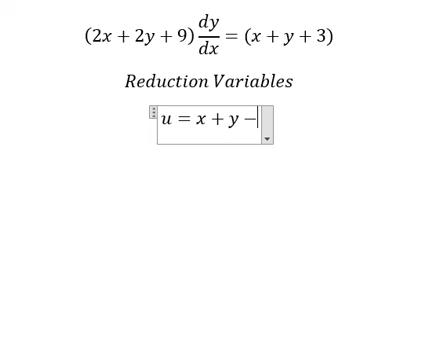 (2x + 2y + 9) dy/dx = (x + y + 3)
Reduction Variables
u = x + y −